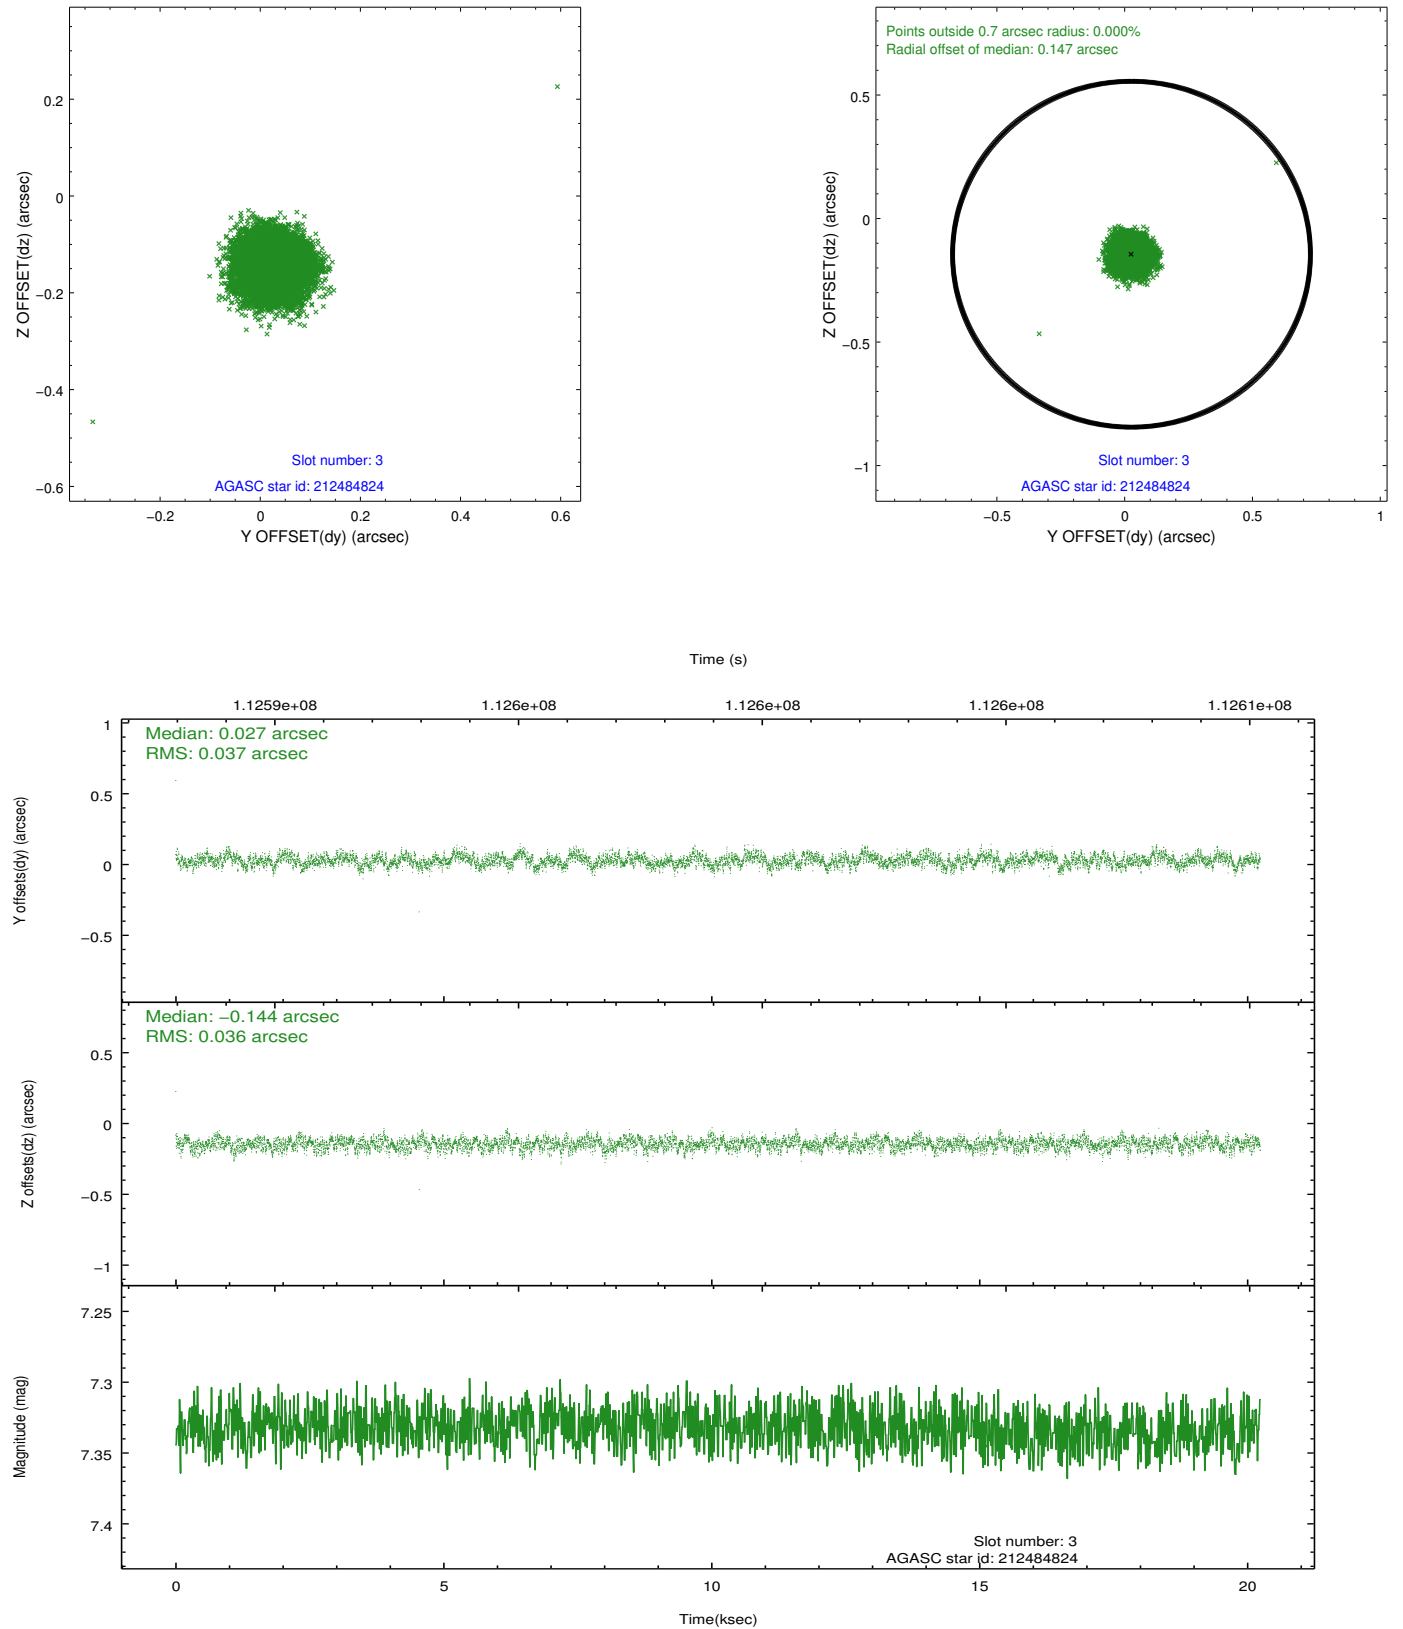 0.2
0
−0.2
−0.4
−0.6
Z OFFSET(dz) (arcsec)
Slot number: 3
AGASC star id: 212484824
−0.2 0 0.2 0.4 0.6
Y OFFSET(dy) (arcsec)
Points outside 0.7 arcsec radius: 0.000%
Radial offset of median: 0.147 arcsec
0.5
0
−0.5
−1
Z OFFSET(dz) (arcsec)
Slot number: 3
AGASC star id: 212484824
−0.5 0 0.5 1
Y OFFSET(dy) (arcsec)
Time (s)
1.1259e+08 1.126e+08 1.126e+08 1.126e+08 1.1261e+08
Median: 0.027 arcsec
RMS: 0.037 arcsec
1
0.5
0
−0.5
Y offsets(dy) (arcsec)
Median: −0.144 arcsec
RMS: 0.036 arcsec
0.5
0
−0.5
−1
Z offsets(dz) (arcsec)
7.25
7.3
7.35
7.4
Magnitude (mag)
Slot number: 3
AGASC star id: 212484824
0 5 10 15 20
Time(ksec)